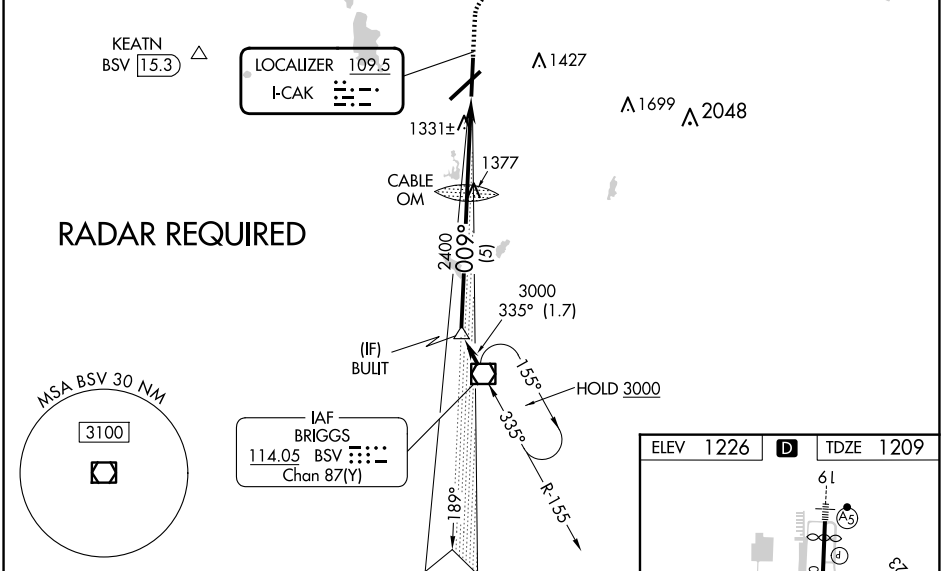 KEATN
BSV 15.3
LOCALIZER 109.5
I-CAK
1427
1699
2048
1331±
1377
CABLE
OM
RADAR REQUIRED
2400
009°
(5)
3000
335° (1.7)
(IF)
BULIT
155°
HOLD 3000
335°
R-155
MSA BSV 30 NM
3100
IAF
BRIGGS
114.05 BSV
Chan 87(Y)
189°
ELEV 1226 D TDZE 1209
19
A5
P
23